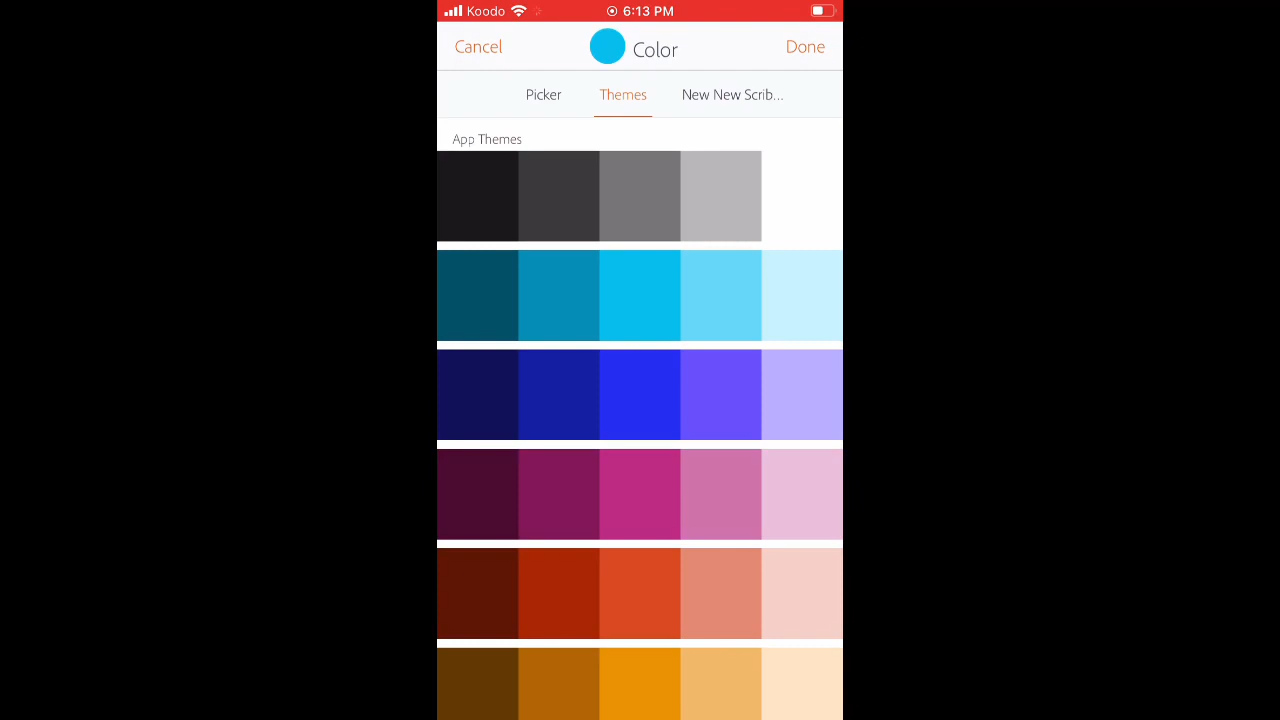 Koodo 6:13 PM
Cancel Color Done
Picker Themes New New Scrib...
App Themes